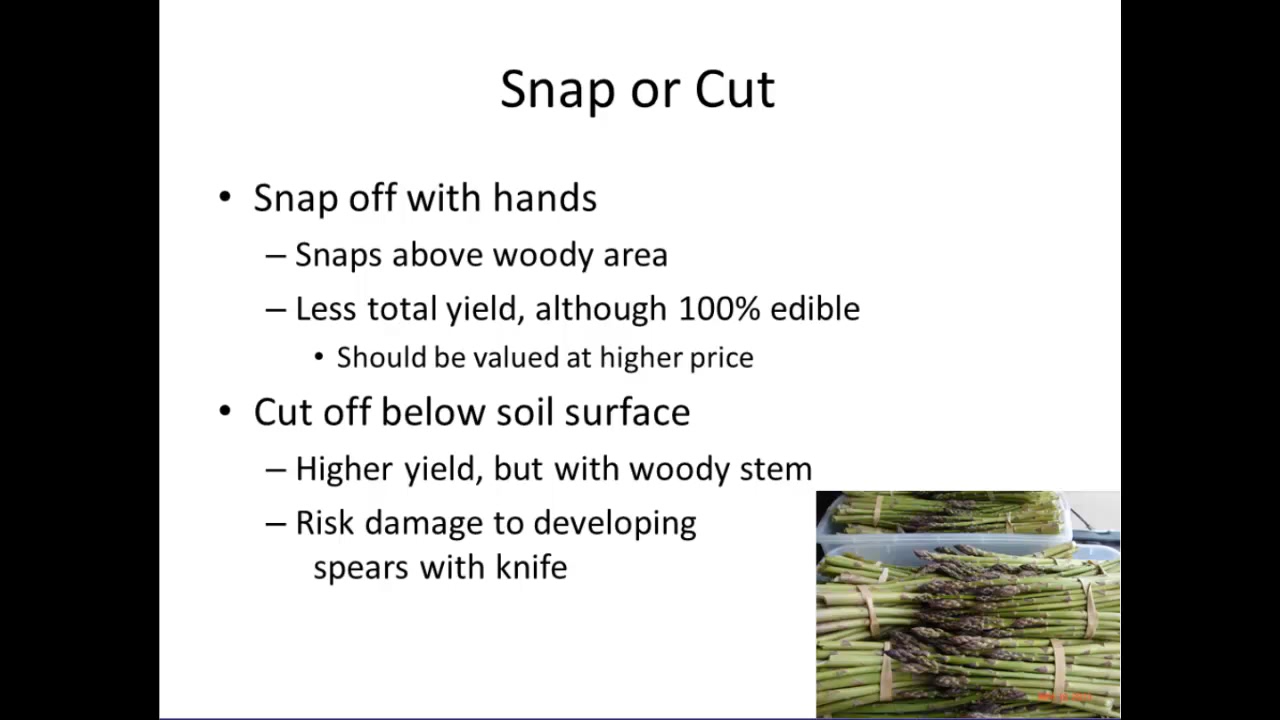 Snap or Cut
• Snap off with hands
– Snaps above woody area
– Less total yield, although 100% edible
• Should be valued at higher price
• Cut off below soil surface
– Higher yield, but with woody stem
– Risk damage to developing
spears with knife